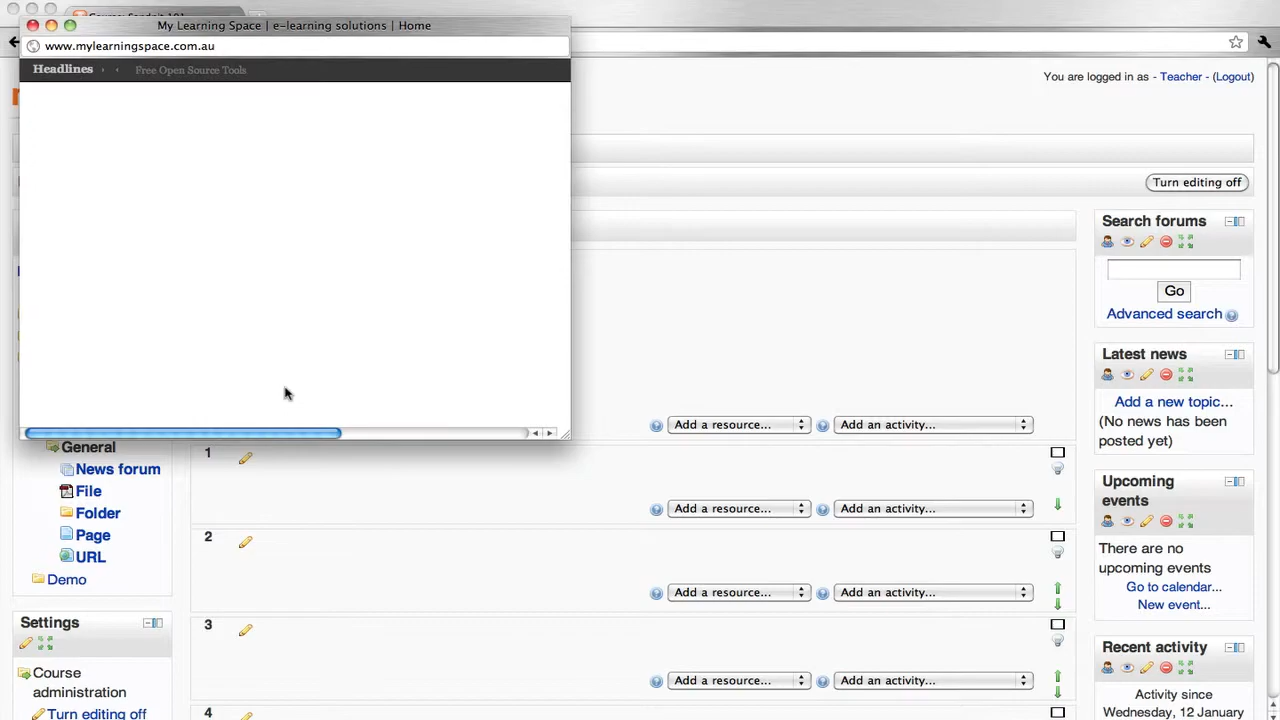 My Learning Space | e-learning solutions | Home
www.mylearningspace.com.au
Headlines
Free Open Source Tools
You are logged in as - Teacher - (Logout)
Turn editing off
Search forums
Go
Advanced search
Latest news
Add a new topic...
(No news has been
posted yet)
Add a resource...
Add an activity...
General
News forum
File
Folder
Page
URL
Demo
1
Add a resource...
Add an activity...
2
Add a resource...
Add an activity...
3
Add a resource...
Add an activity...
4
Upcoming
events
There are no
upcoming events
Go to calendar...
New event...
Settings
Course
administration
Turn editing off
Recent activity
Activity since
Wednesday, 12 January